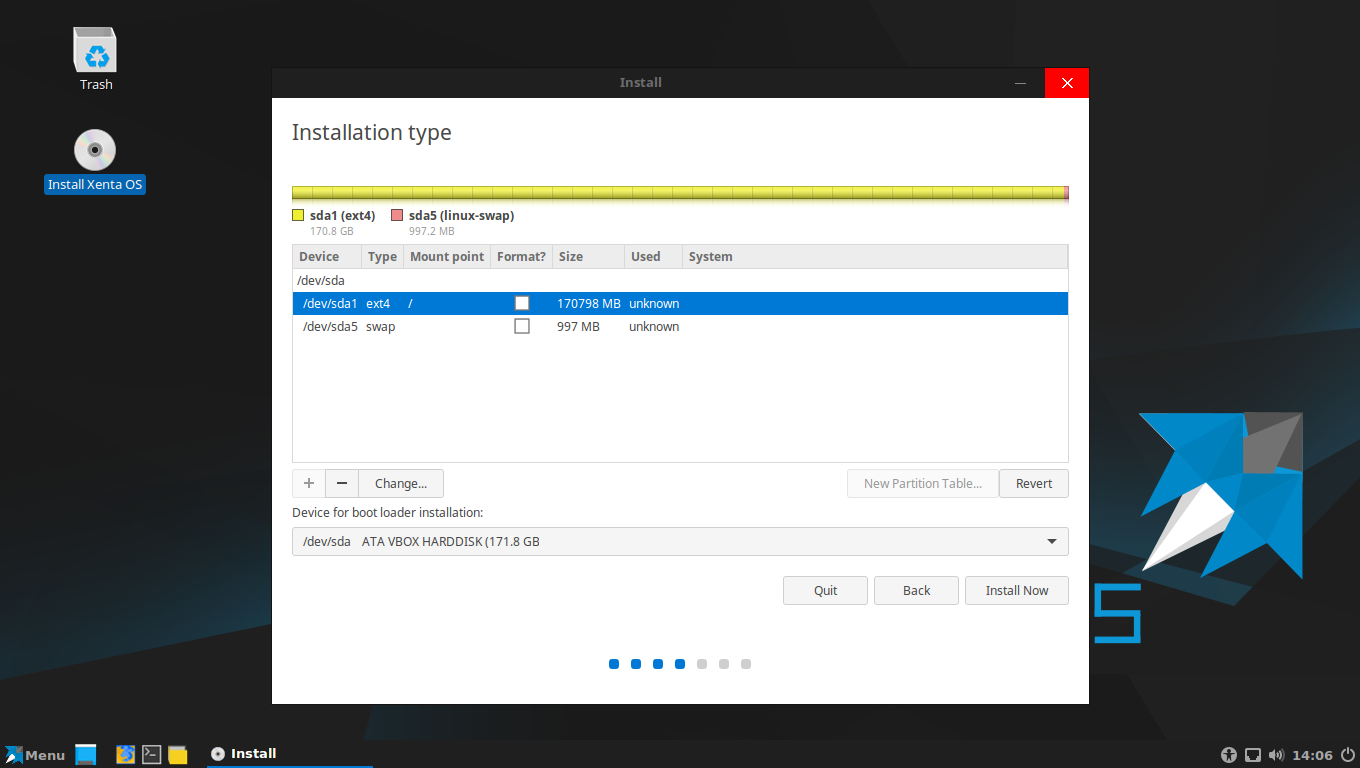 Trash
Install Xenta OS
Install
Installation type
sda1 (ext4) sda5 (linux-swap)
170.8 GB 997.2 MB
Device Type Mount point Format? Size Used System
/dev/sda
/dev/sda1 ext4 / 170798 MB unknown
/dev/sda5 swap 997 MB unknown
+ − Change... New Partition Table... Revert
Device for boot loader installation:
/dev/sda ATA VBOX HARDDISK (171.8 GB
Quit Back Install Now
S
Menu Install 14:06